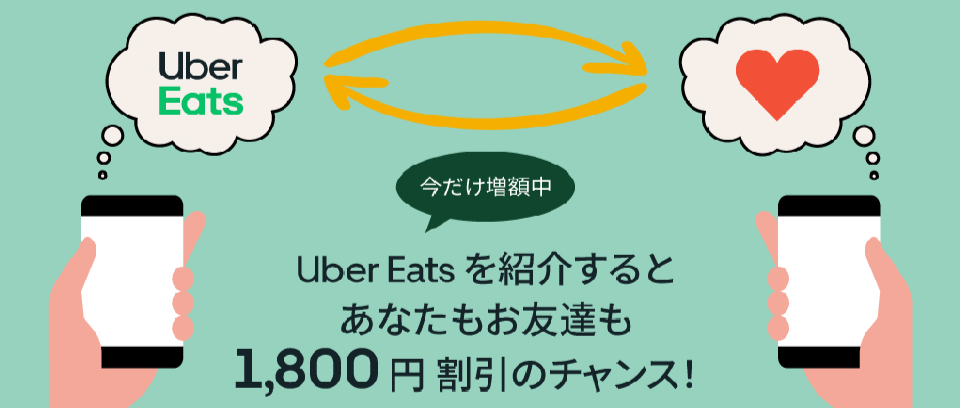 Uber
Eats
今だけ増額中
Uber Eats を紹介すると
あなたもお友達も
1,800 円 割引のチャンス!